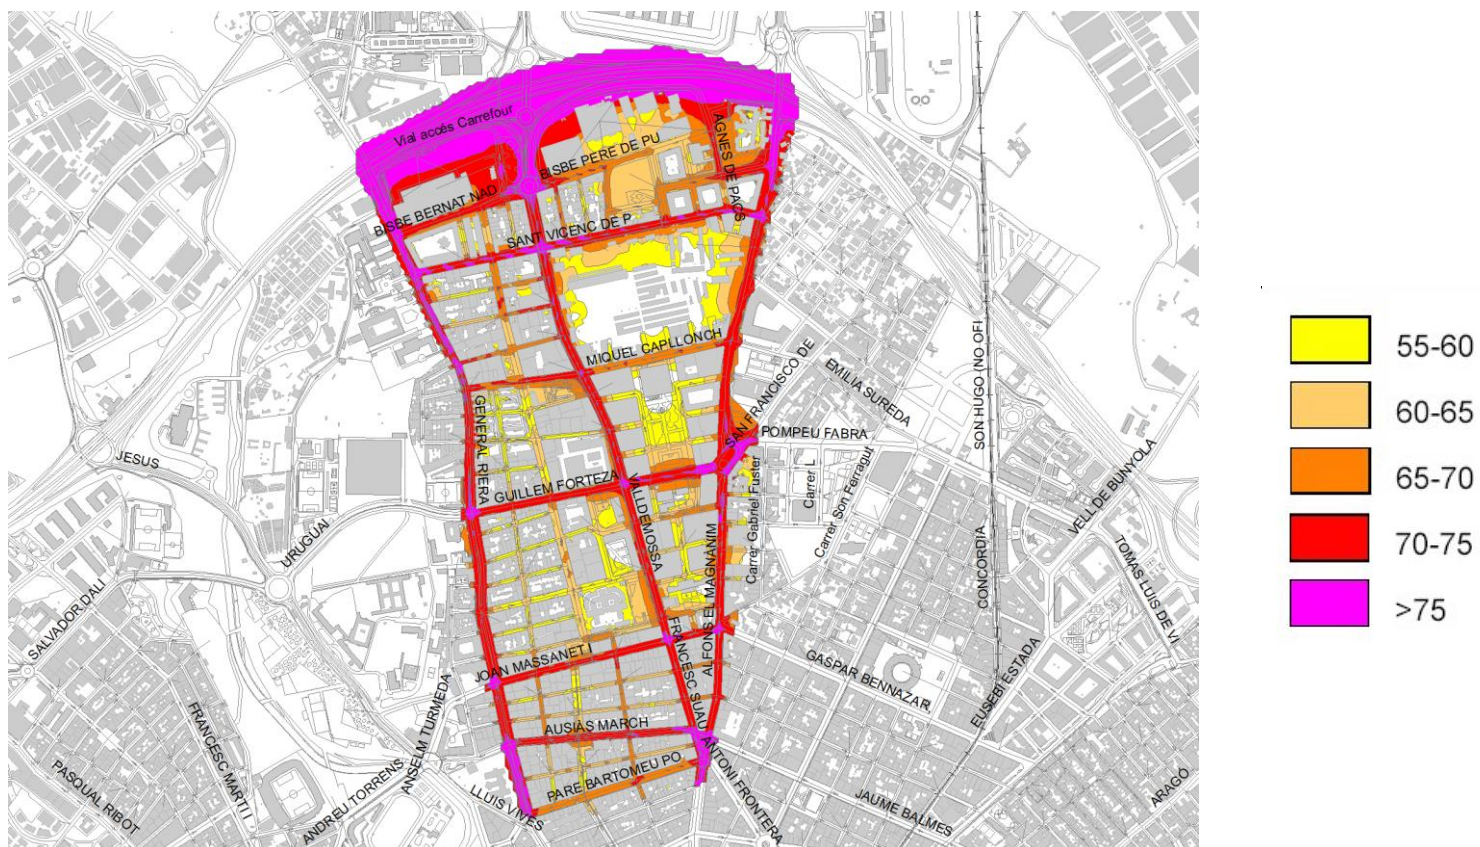 Vial accés Carrefour
BISBE PERE DE PU
AGNES DE PACS
BISBE BERNAT NAD
SANT VICENC DE P
MIQUEL CAPLLONCH
SAN FRANCISCO DE
EMILIA SUREDA
SON HUGO (NO OFI
GENERAL RIERA
POMPEU FABRA
JESUS
GUILLEM FORTEZA
VALLDEMOSSA
Carrer Gabriel Fuster
Carrer L
Carrer Son Ferragut
VELL DE BUNYOLA
URUGUAI
ALFONS EL MAGNANIM
CONCORDIA
TOMAS LUIS DE VI
SALVADOR DALI
JOAN MASSANET I
FRANCESC SUAU
GASPAR BENNAZAR
EUSEBI ESTADA
ANSELM TURMEDA
FRANCESC MARTI I
AUSIAS MARCH
ANTONI FRONTERA
PARE BARTOMEU PO
PASQUAL RIBOT
ANDREU TORRENS
LLUIS VIVES
JAUME BALMES
ARAGÓ
55-60
60-65
65-70
70-75
>75